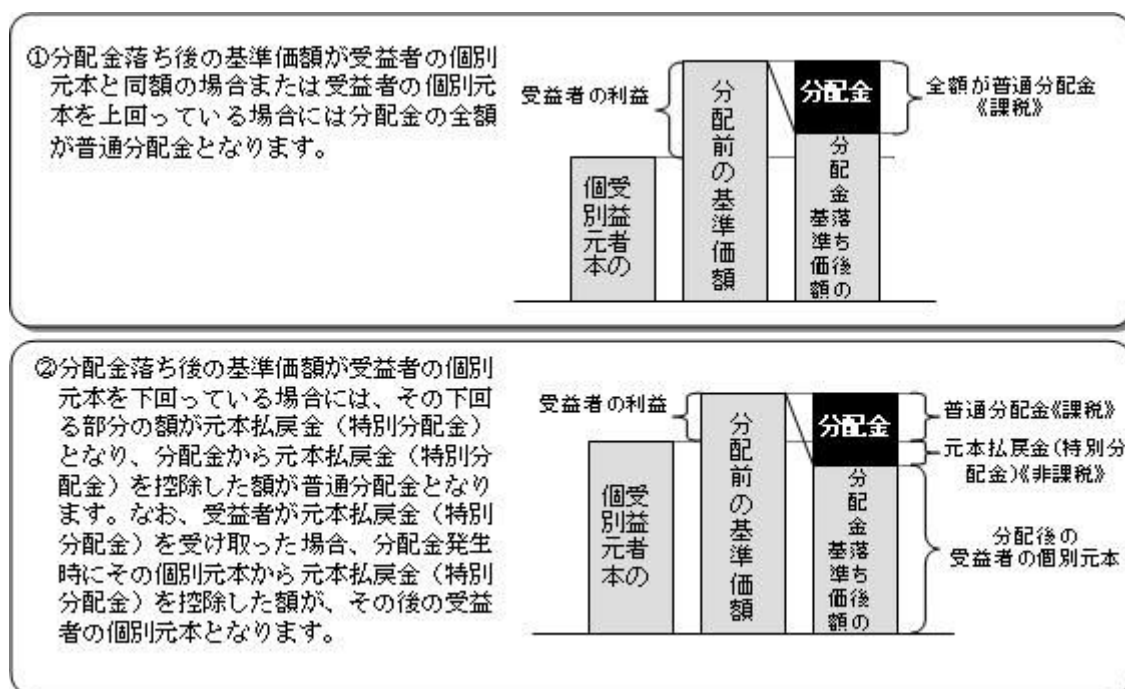 ①分配金落ち後の基準価額が受益者の個別
元本と同額の場合または受益者の個別元
本を上回っている場合には分配金の全額
が普通分配金となります。
受益者の利益
受益者の
個別元本
分配前の基準価額
分配金
分配金落ち後の
基準価額
全額が普通分配金
《課税》
②分配金落ち後の基準価額が受益者の個別
元本を下回っている場合には、その下回
る部分の額が元本払戻金（特別分配金）
となり、分配金から元本払戻金（特別分
配金）を控除した額が普通分配金となり
ます。なお、受益者が元本払戻金（特別
分配金）を受け取った場合、分配金発生
時にその個別元本から元本払戻金（特別
分配金）を控除した額が、その後の受益
者の個別元本となります。
受益者の利益
受益者の
個別元本
分配前の基準価額
分配金
分配金落ち後の
基準価額
普通分配金《課税》
元本払戻金(特別分
配金)《非課税》
分配後の
受益者の個別元本